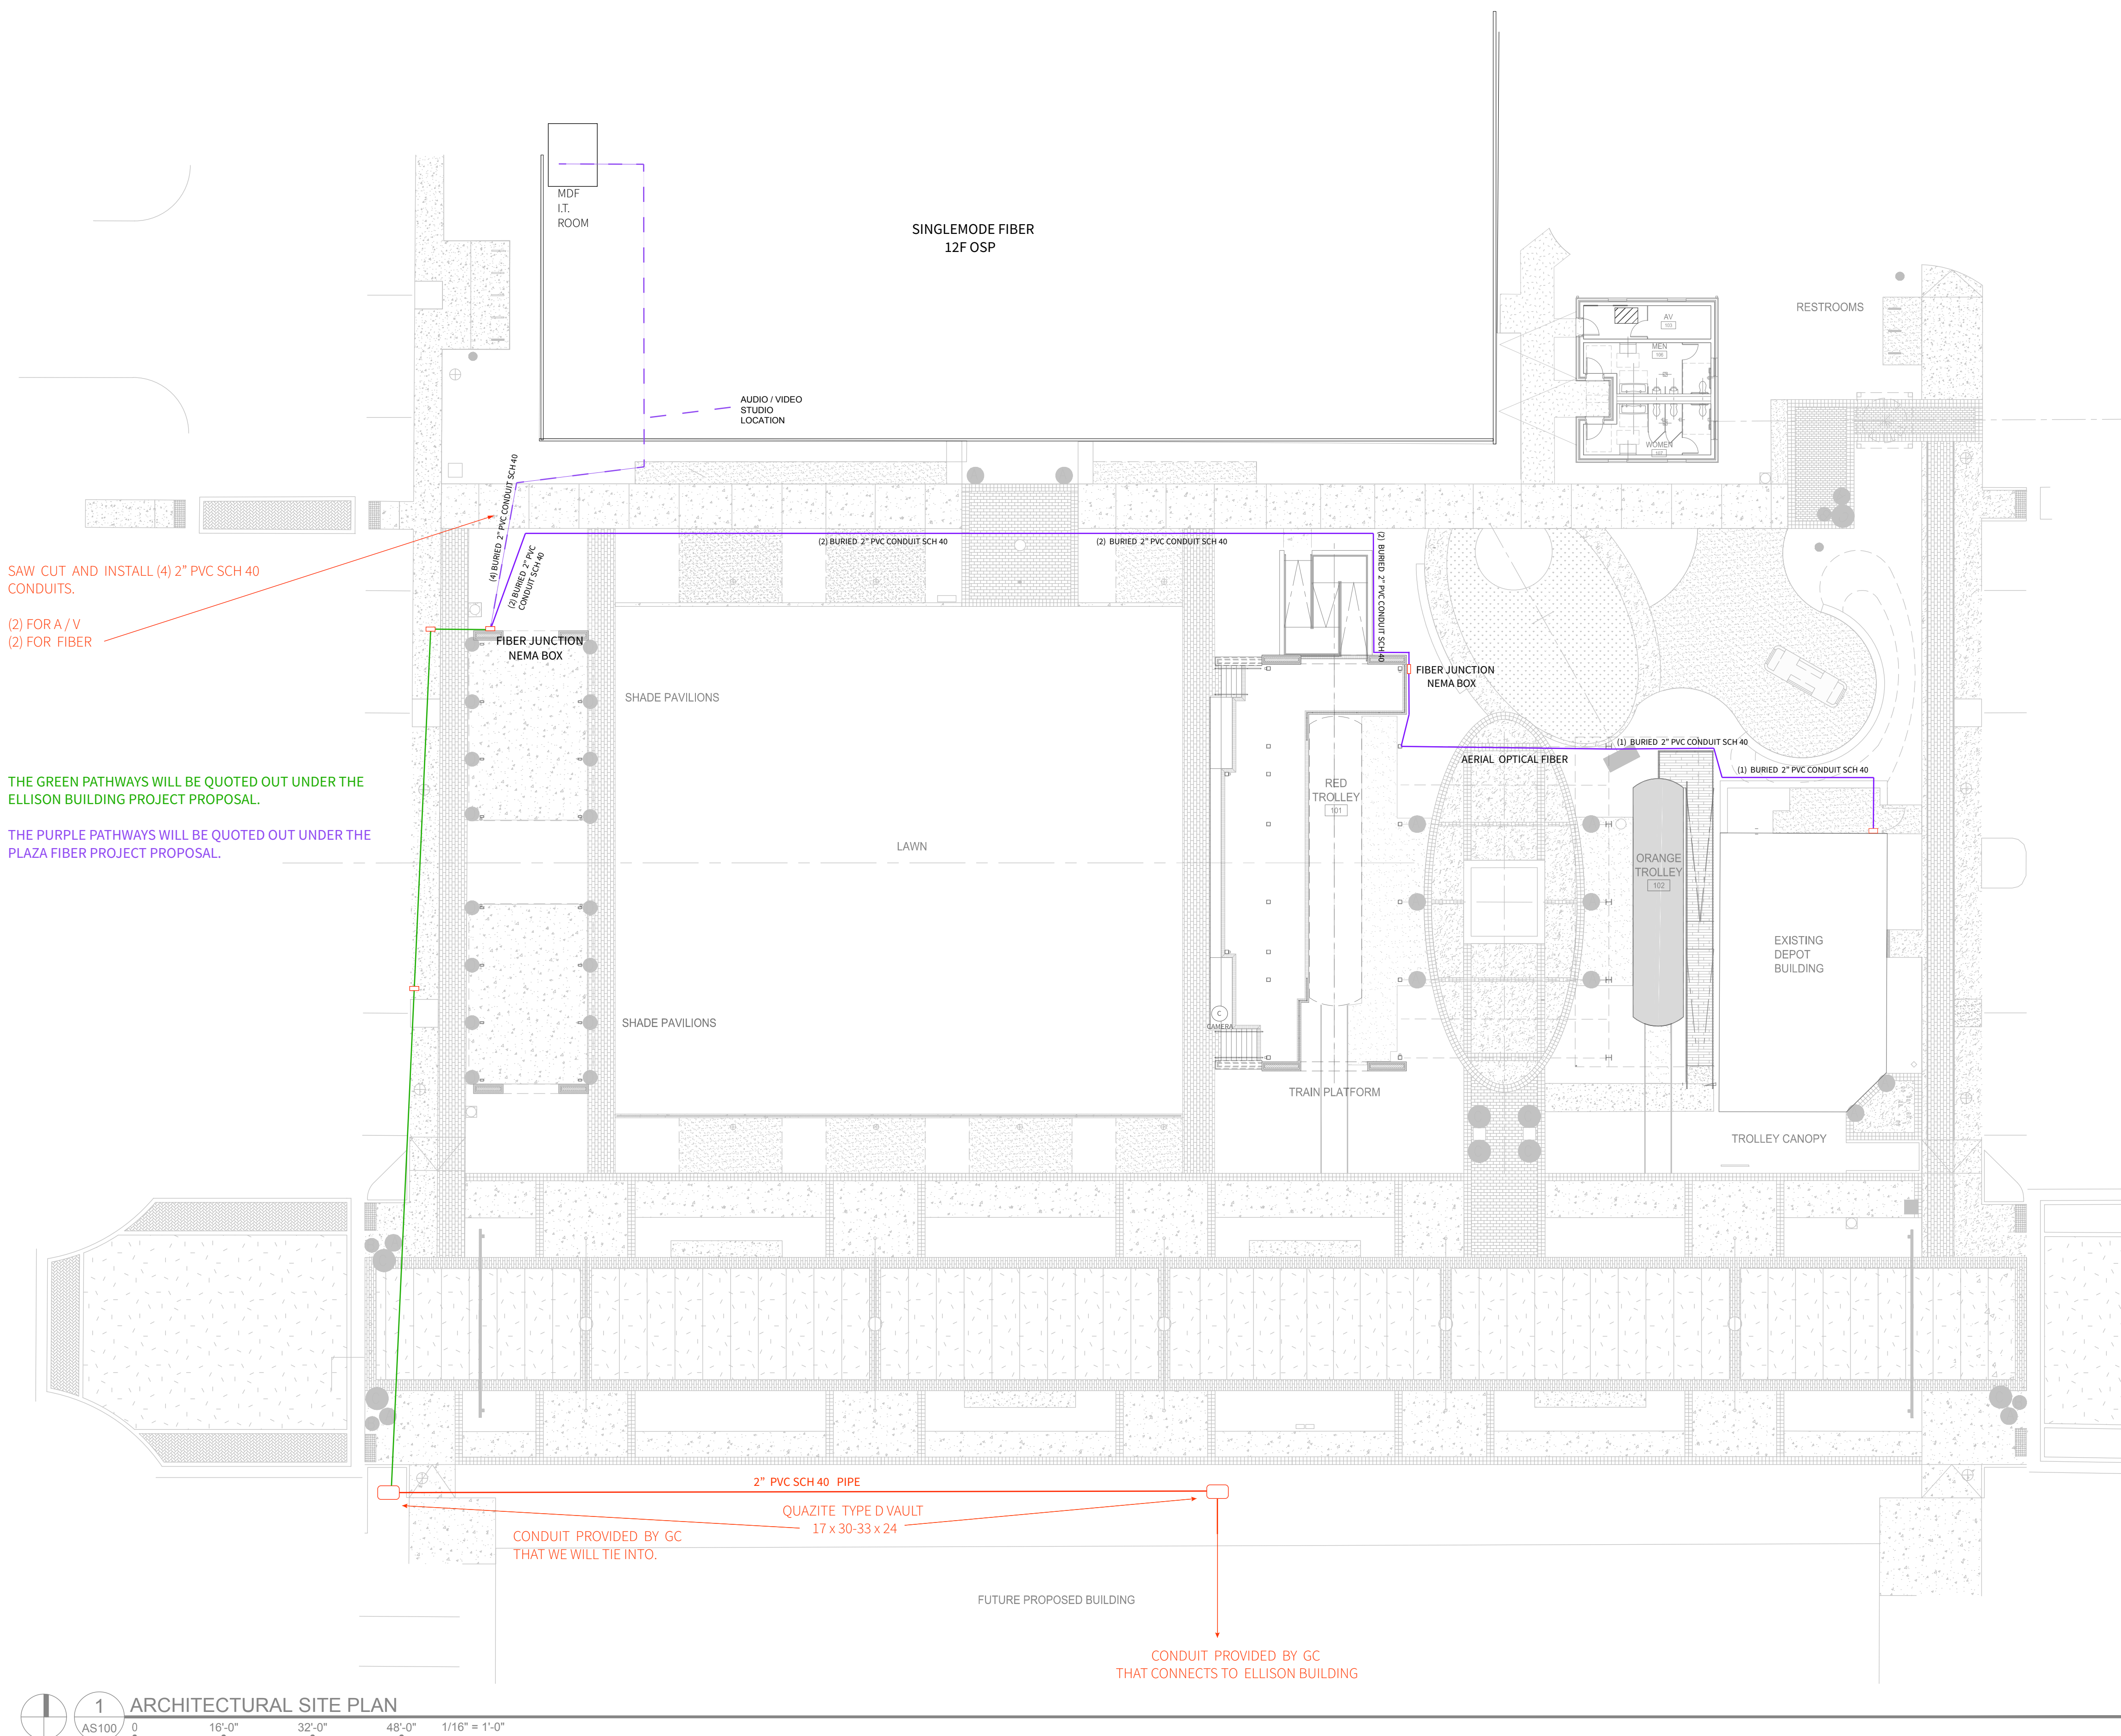 MDF
I.T.
ROOM
SINGLEMODE FIBER
12F OSP
RESTROOMS
AV
103
MEN
WOMEN
107
AUDIO / VIDEO
STUDIO
LOCATION
(4) BURIED 2" PVC CONDUIT SCH 40
(2) BURIED 2" PVC
CONDUIT SCH 40
(2) BURIED 2" PVC CONDUIT SCH 40
(2) BURIED 2" PVC CONDUIT SCH 40
(2) BURIED 2" PVC CONDUIT SCH 40
SAW CUT AND INSTALL (4) 2" PVC SCH 40
CONDUITS.
(2) FOR A / V
(2) FOR FIBER
FIBER JUNCTION
NEMA BOX
FIBER JUNCTION
NEMA BOX
SHADE PAVILIONS
(1) BURIED 2" PVC CONDUIT SCH 40
AERIAL OPTICAL FIBER
(1) BURIED 2" PVC CONDUIT SCH 40
THE GREEN PATHWAYS WILL BE QUOTED OUT UNDER THE
ELLISON BUILDING PROJECT PROPOSAL.
THE PURPLE PATHWAYS WILL BE QUOTED OUT UNDER THE
PLAZA FIBER PROJECT PROPOSAL.
RED
TROLLEY
101
LAWN
ORANGE
TROLLEY
102
EXISTING
DEPOT
BUILDING
SHADE PAVILIONS
C
CAMERA
TRAIN PLATFORM
TROLLEY CANOPY
2" PVC SCH 40 PIPE
QUAZITE TYPE D VAULT
17 x 30-33 x 24
CONDUIT PROVIDED BY GC
THAT WE WILL TIE INTO.
FUTURE PROPOSED BUILDING
CONDUIT PROVIDED BY GC
THAT CONNECTS TO ELLISON BUILDING
1
AS100
ARCHITECTURAL SITE PLAN
0 16'-0" 32'-0" 48'-0" 1/16" = 1'-0"